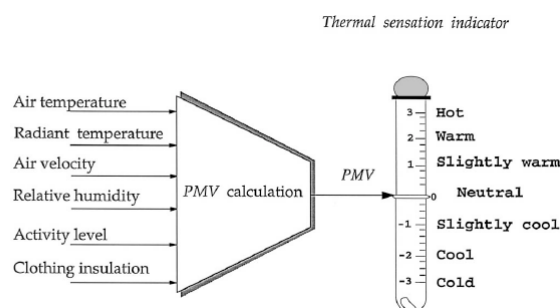 Thermal sensation indicator
Air temperature
Radiant temperature
Air velocity
Relative humidity
Activity level
Clothing insulation
PMV calculation
PMV
3 Hot
2 Warm
1 Slightly warm
0 Neutral
-1 Slightly cool
-2 Cool
-3 Cold